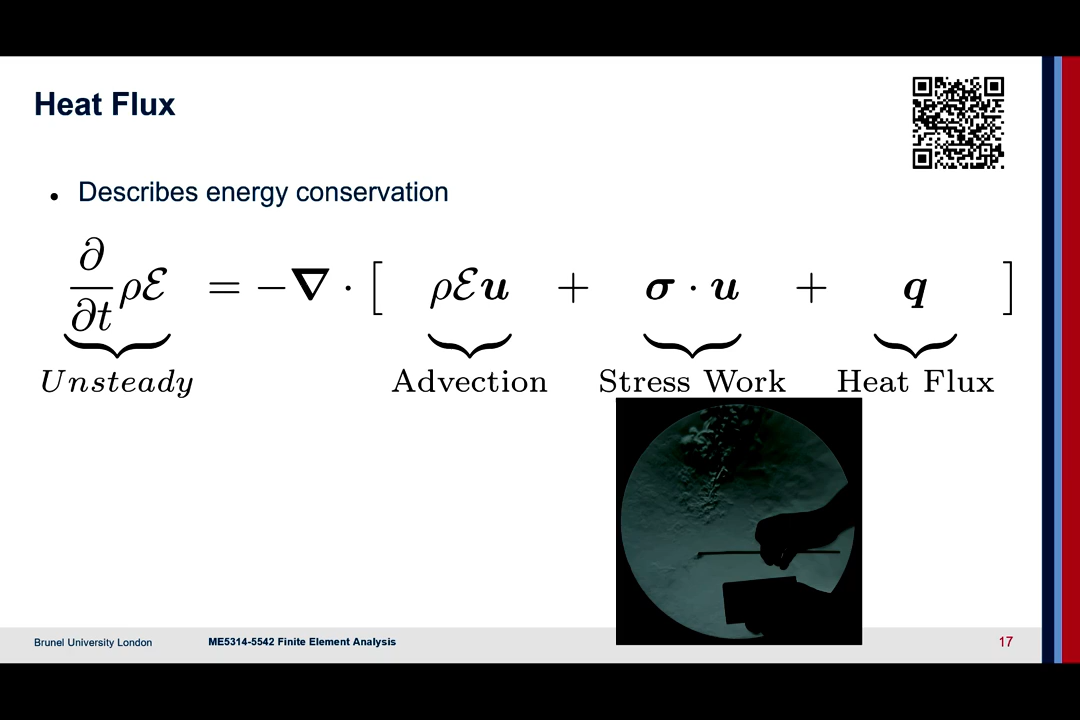 Heat Flux
• Describes energy conservation
∂/∂t ρℰ = −∇ · [ ρℰu + σ · u + q ]
Unsteady Advection Stress Work Heat Flux
Brunel University London ME5314-5542 Finite Element Analysis 17